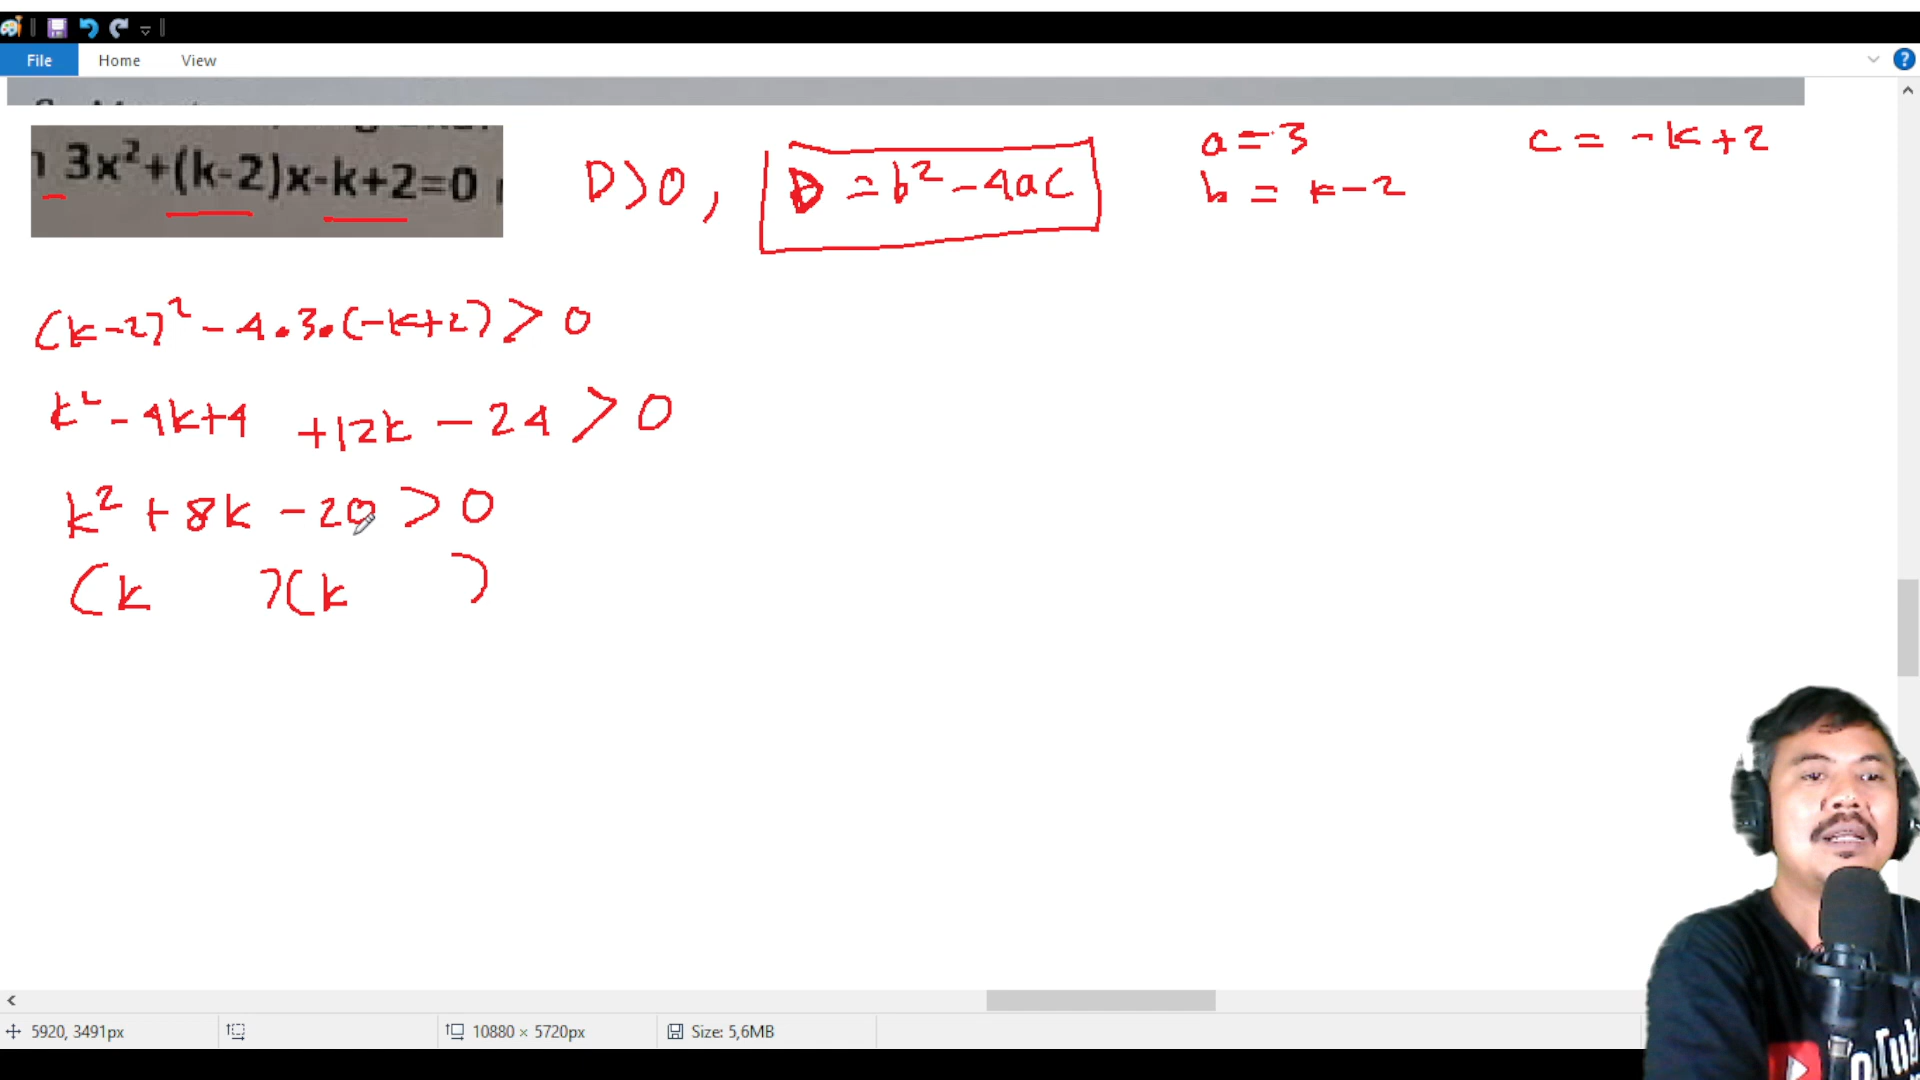 File Home View
3x²+(k-2)x-k+2=0
D>0, D = b² - 4ac
a = 3
b = k - 2
c = -k+2
(k-2)² - 4.3.(-k+2) > 0
k² - 4k+4 +12k - 24 > 0
k² + 8k - 20 > 0
(k )(k )
5920, 3491px 10880 × 5720px Size: 5,6MB